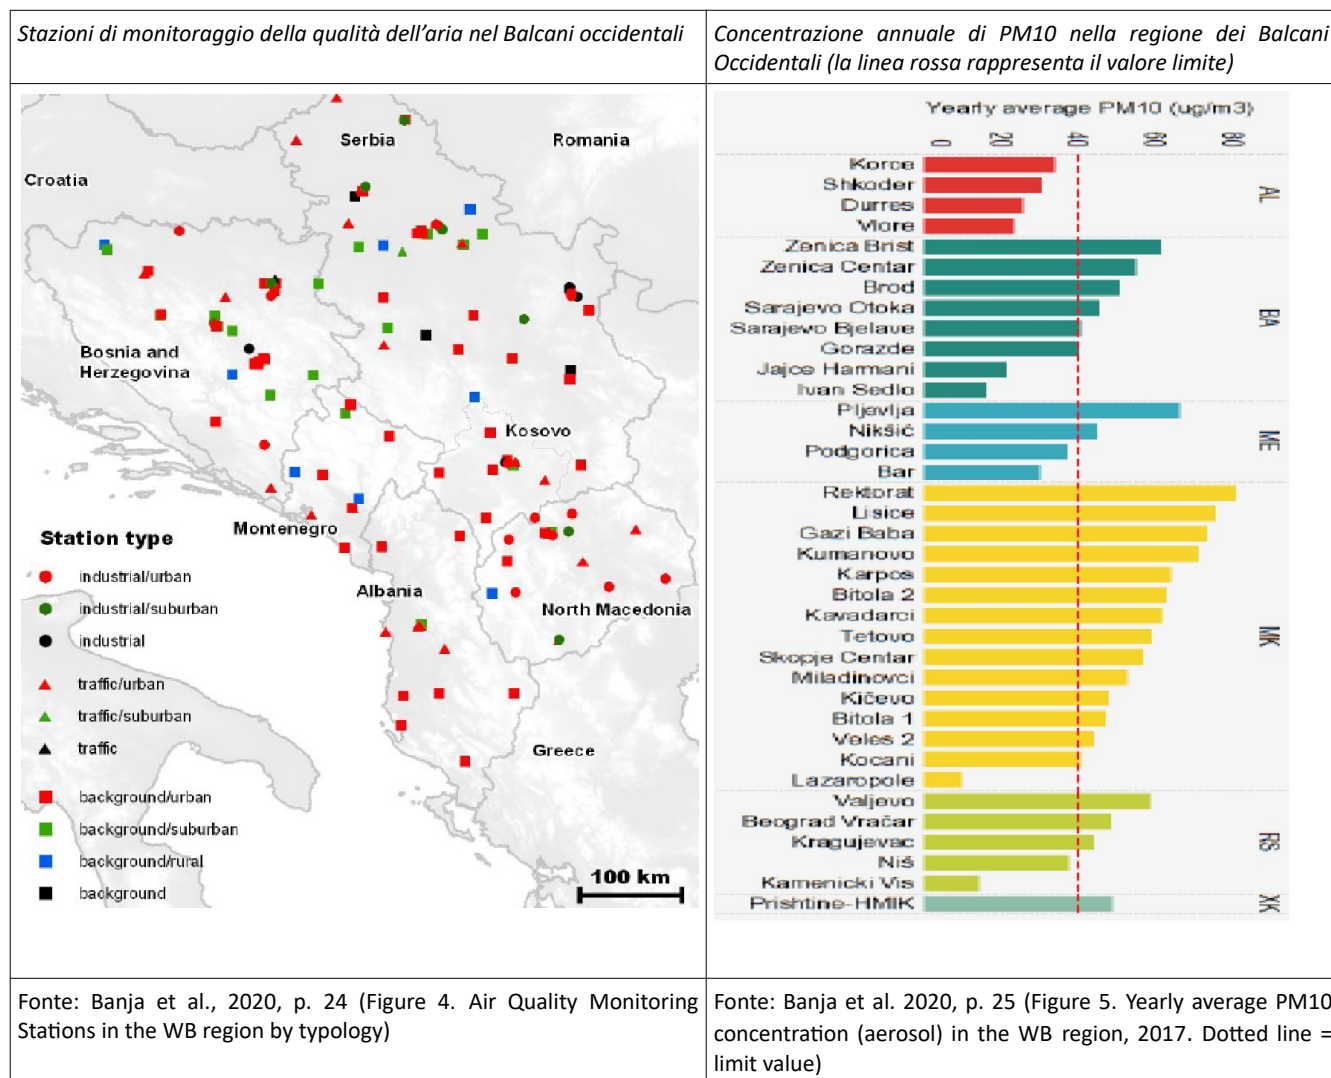 Stazioni di monitoraggio della qualità dell'aria nel Balcani occidentali
Concentrazione annuale di PM10 nella regione dei Balcani
Occidentali (la linea rossa rappresenta il valore limite)
Serbia
Romania
Croatia
Bosnia and
Herzegovina
Kosovo
Montenegro
Albania
North Macedonia
Greece
Station type
industrial/urban
industrial/suburban
industrial
traffic/urban
traffic/suburban
traffic
background/urban
background/suburban
background/rural
background
100 km
Yearly average PM10 (ug/m3)
0 20 40 60 80
Korce
Shkoder
Durres
Vlore
AL
Zenica Brist
Zenica Centar
Brod
Sarajevo Otoka
Sarajevo Bjelave
Gorazde
Jajce Harmani
Ivan Sedlo
BA
Pljevlja
Nikšić
Podgorica
Bar
ME
Rektorat
Lisice
Gazi Baba
Kumanovo
Karpos
Bitola 2
Kavadarci
Tetovo
Skopje Centar
Miladinovci
Kičevo
Bitola 1
Veles 2
Kocani
Lazaropole
MK
Valjevo
Beograd Vračar
Kragujevac
Niš
Kamenicki Vis
RS
Prishtine-HMIK
XK
Fonte: Banja et al., 2020, p. 24 (Figure 4. Air Quality Monitoring
Stations in the WB region by typology)
Fonte: Banja et al. 2020, p. 25 (Figure 5. Yearly average PM10
concentration (aerosol) in the WB region, 2017. Dotted line =
limit value)